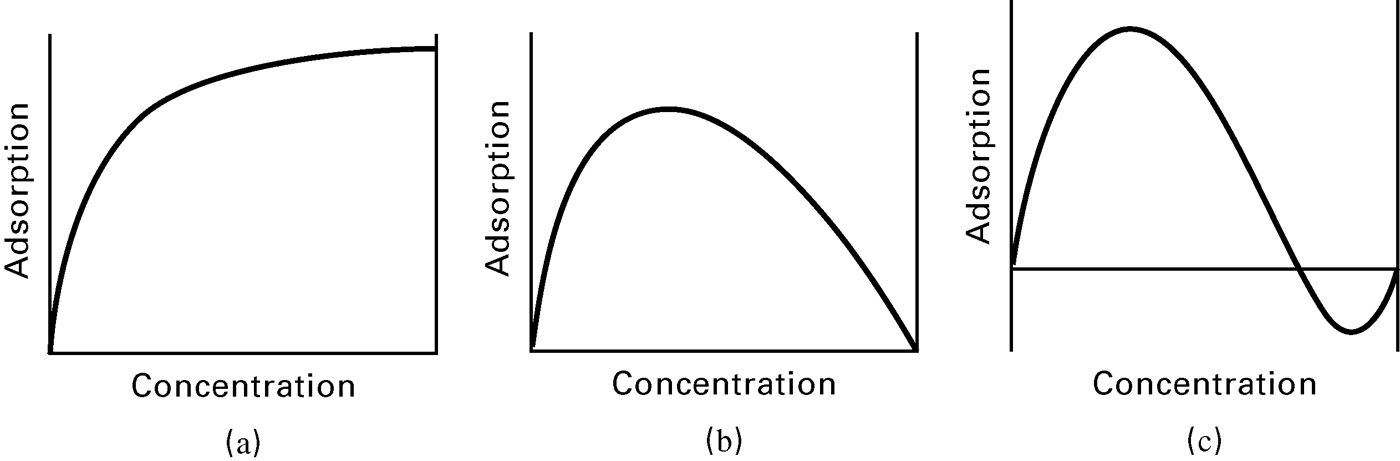 Adsorption
Concentration
(a)
Adsorption
Concentration
(b)
Adsorption
Concentration
(c)